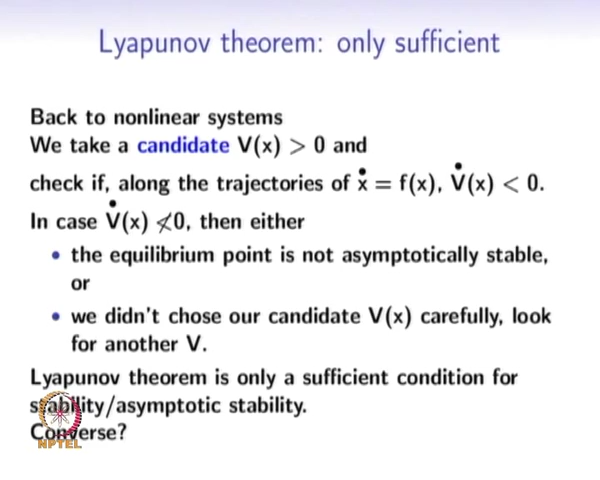 Lyapunov theorem: only sufficient
Back to nonlinear systems
We take a candidate V(x) > 0 and
check if, along the trajectories of ẋ = f(x), V̇(x) < 0.
In case V̇(x) ≮0, then either
• the equilibrium point is not asymptotically stable,
or
• we didn't chose our candidate V(x) carefully, look
for another V.
Lyapunov theorem is only a sufficient condition for
stability/asymptotic stability.
Converse?
NPTEL